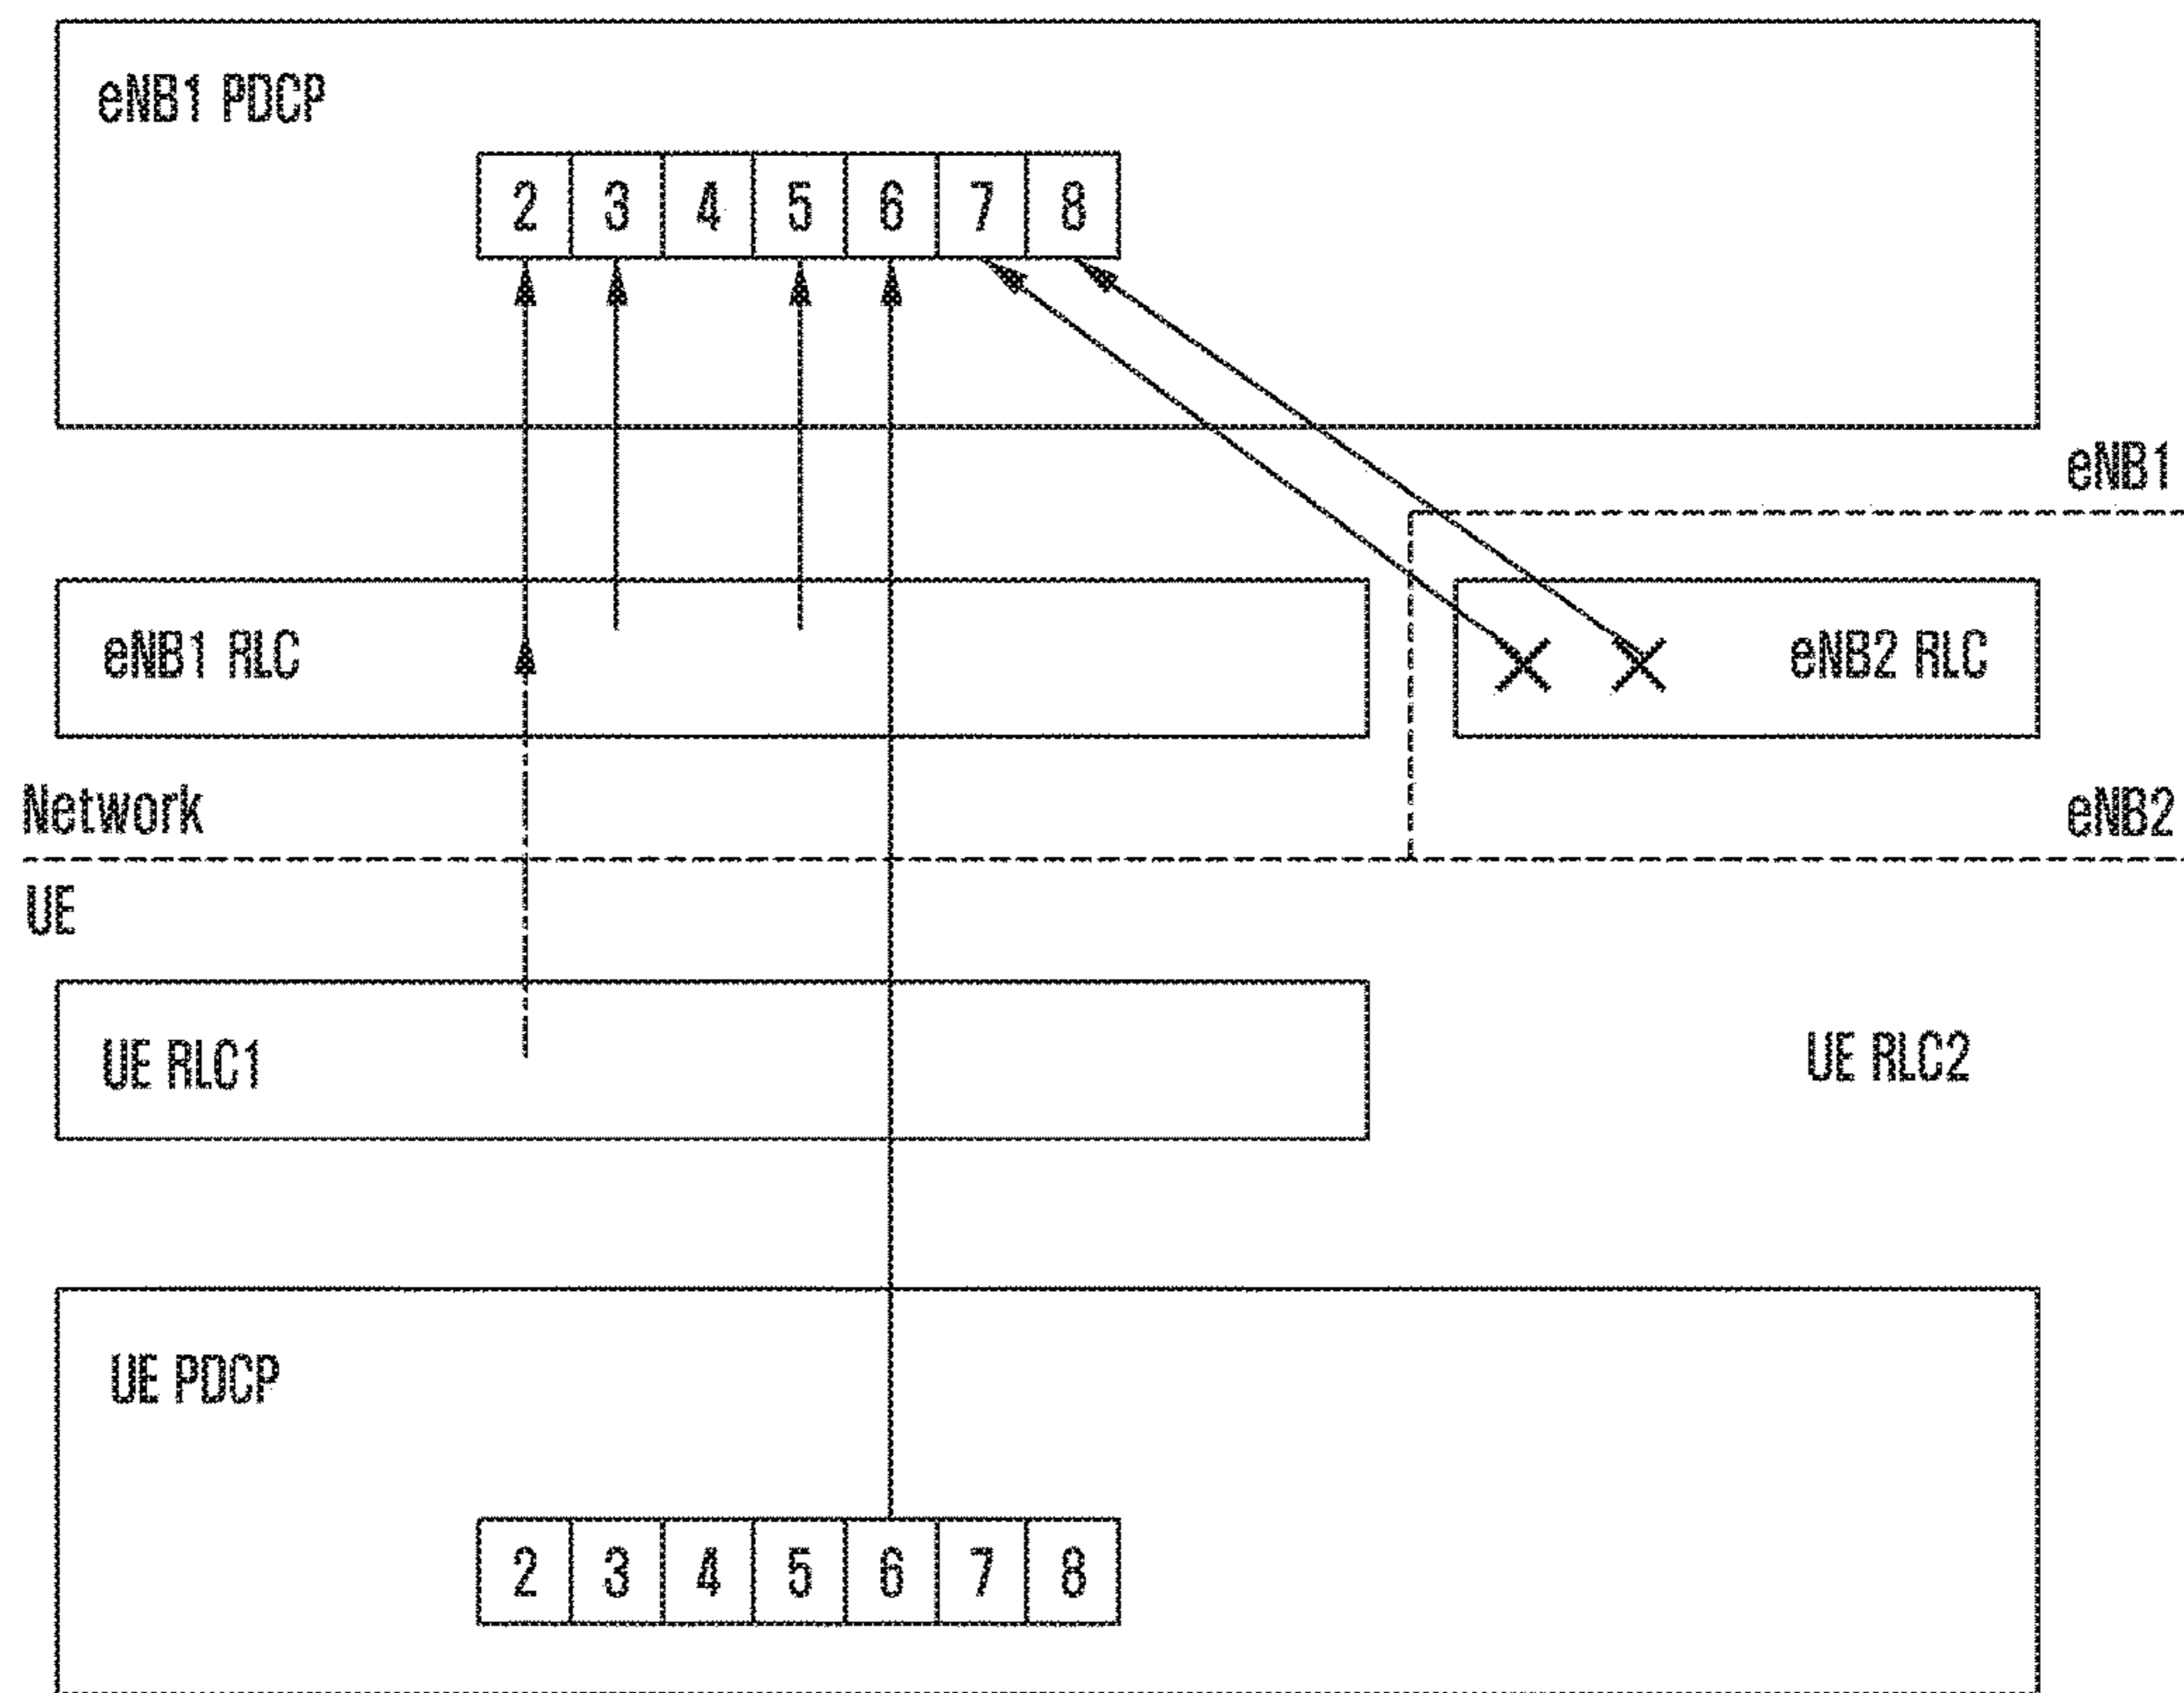 eNB1 PDCP
2 3 4 5 6 7 8
eNB1
eNB1 RLC
eNB2 RLC
Network
eNB2
UE
UE RLC1
UE RLC2
UE PDCP
2 3 4 5 6 7 8